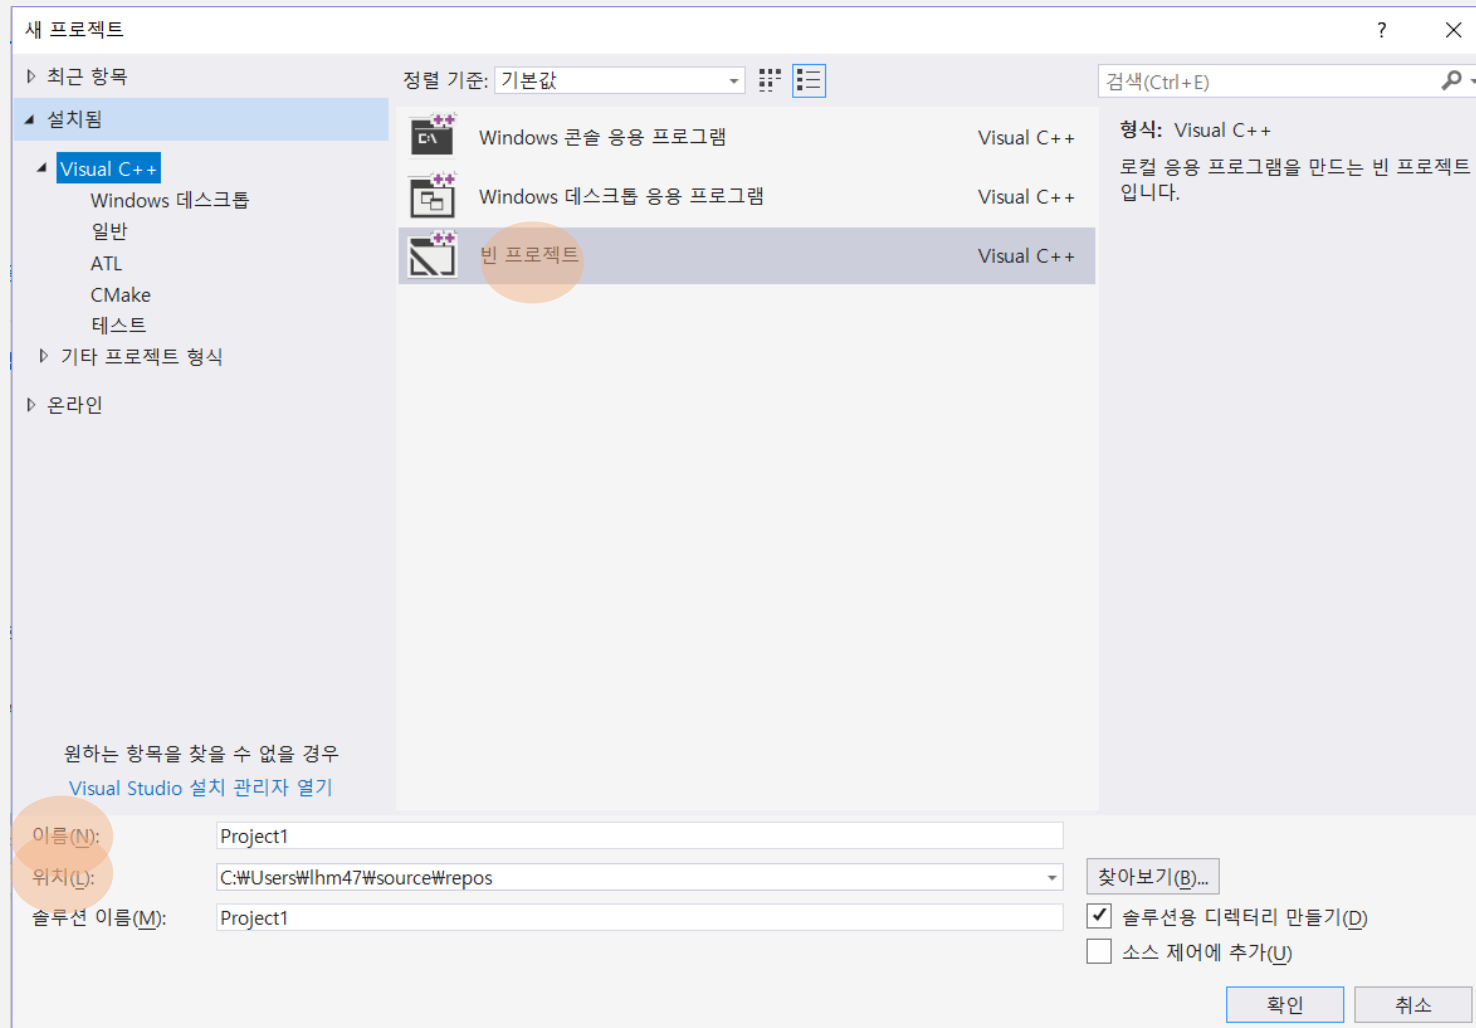 새 프로젝트
?
최근 항목
설치됨
Visual C++
Windows 데스크톱
일반
ATL
CMake
테스트
기타 프로젝트 형식
온라인
원하는 항목을 찾을 수 없을 경우
Visual Studio 설치 관리자 열기
정렬 기준: 기본값
Windows 콘솔 응용 프로그램 Visual C++
Windows 데스크톱 응용 프로그램 Visual C++
빈 프로젝트 Visual C++
검색(Ctrl+E)
형식: Visual C++
로컬 응용 프로그램을 만드는 빈 프로젝트
입니다.
이름(N): Project1
위치(L): C:₩Users₩lhm47₩source₩repos 찾아보기(B)...
솔루션 이름(M): Project1 솔루션용 디렉터리 만들기(D)
소스 제어에 추가(U)
확인 취소